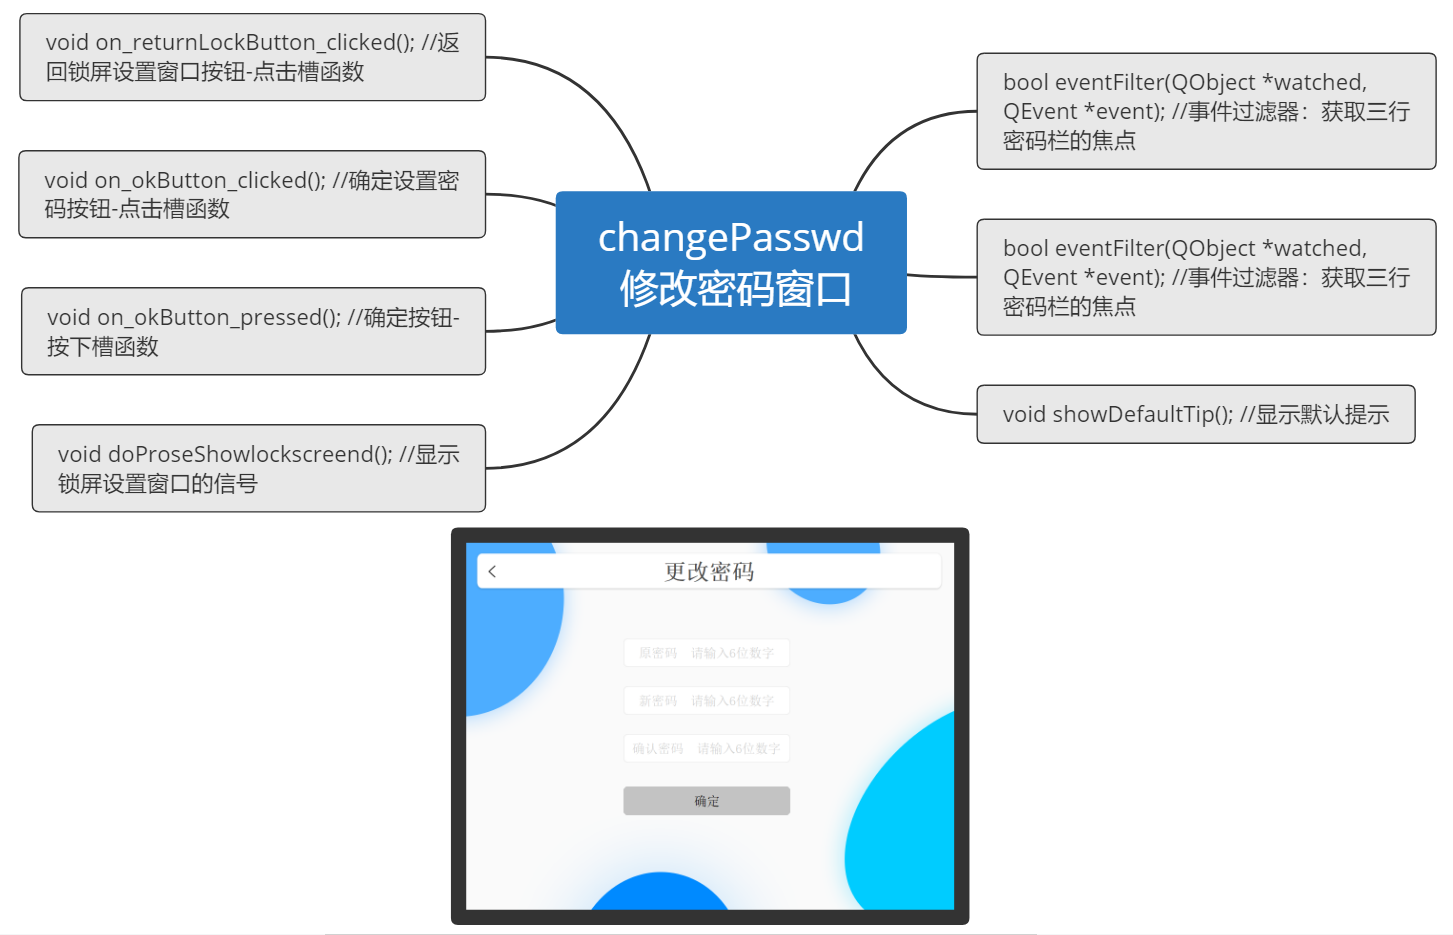 void on_returnLockButton_clicked(); //返
回锁屏设置窗口按钮-点击槽函数
void on_okButton_clicked(); //确定设置密
码按钮-点击槽函数
void on_okButton_pressed(); //确定按钮-
按下槽函数
void doProseShowlockscreend(); //显示
锁屏设置窗口的信号
changePasswd
修改密码窗口
bool eventFilter(QObject *watched,
QEvent *event); //事件过滤器：获取三行
密码栏的焦点
bool eventFilter(QObject *watched,
QEvent *event); //事件过滤器：获取三行
密码栏的焦点
void showDefaultTip(); //显示默认提示
更改密码
原密码 请输入6位数字
新密码 请输入6位数字
确认密码 请输入6位数字
确定